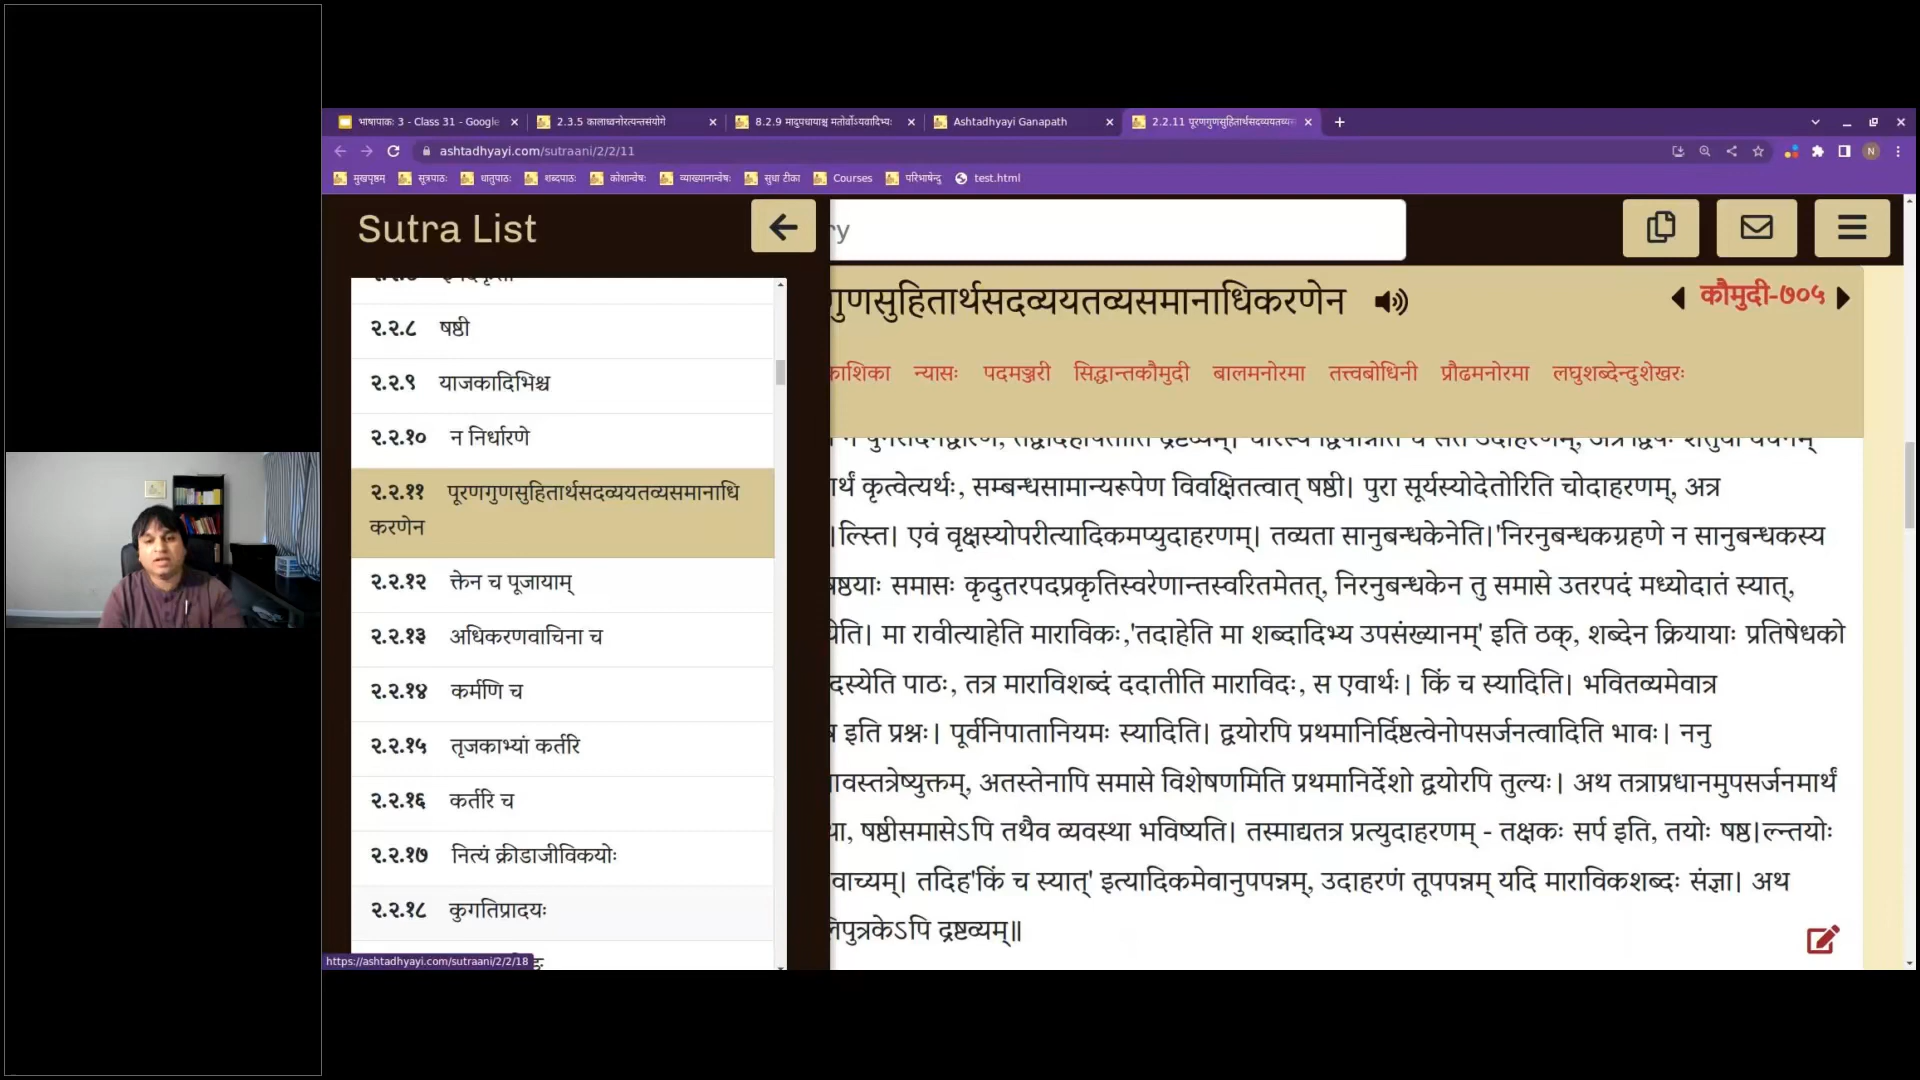 भाषापाकः 3 - Class 31 - Google
2.3.5 कालाध्वनोरत्यन्तसंयोगे
8.2.9 मादुपधायाश्च मतोर्वोऽयवादिभ्यः
Ashtadhyayi Ganapath
2.2.11 पूरणगुणसुहितार्थसदव्ययतव्य
ashtadhyayi.com/sutraani/2/2/11
मुखपृष्ठम् सूत्रपाठः धातुपाठः शब्दपाठः कोशान्वेषः व्याख्यानान्वेषः सुधा टीका Courses परिभाषेन्दु test.html
Sutra List
ry
२.२.८ षष्ठी
२.२.९ याजकादिभिश्च
२.२.१० न निर्धारणे
२.२.११ पूरणगुणसुहितार्थसदव्ययतव्यसमानाधि
करणेन
२.२.१२ क्तेन च पूजायाम्
२.२.१३ अधिकरणवाचिना च
२.२.१४ कर्मणि च
२.२.१५ तृजकाभ्यां कर्तरि
२.२.१६ कर्तरि च
२.२.१७ नित्यं क्रीडाजीविकयोः
२.२.१८ कुगतिप्रादयः
https://ashtadhyayi.com/sutraani/2/2/18
गुणसुहितार्थसदव्ययतव्यसमानाधिकरणेन
कौमुदी-७०५
काशिका न्यासः पदमञ्जरी सिद्धान्तकौमुदी बालमनोरमा तत्त्वबोधिनी प्रौढमनोरमा लघुशब्देन्दुशेखरः
र्थं कृत्वेत्यर्थः, सम्बन्धसामान्यरूपेण विवक्षितत्वात् षष्ठी। पुरा सूर्यस्योदेतोरिति चोदाहरणम्, अत्र
।ल्स्ति। एवं वृक्षस्योपरीत्यादिकमप्युदाहरणम्। तव्यता सानुबन्धकेनेति।'निरनुबन्धकग्रहणे न सानुबन्धकस्य
षष्ठयाः समासः कृदुतरपदप्रकृतिस्वरेणान्तस्वरितमेतत्, निरनुबन्धकेन तु समासे उतरपदं मध्योदातं स्यात्,
येति। मा रावीत्याहेति माराविकः,'तदाहेति मा शब्दादिभ्य उपसंख्यानम्' इति ठक्, शब्देन क्रियायाः प्रतिषेधको
दस्येति पाठः, तत्र माराविशब्दं ददातीति माराविदः, स एवार्थः। किं च स्यादिति। भवितव्यमेवात्र
इति प्रश्नः। पूर्वनिपातानियमः स्यादिति। द्वयोरपि प्रथमानिर्दिष्टत्वेनोपसर्जनत्वादिति भावः। ननु
वस्तत्रेष्युक्तम्, अतस्तेनापि समासे विशेषणमिति प्रथमानिर्देशो द्वयोरपि तुल्यः। अथ तत्राप्रधानमुपसर्जनमार्थं
था, षष्ठीसमासेऽपि तथैव व्यवस्था भविष्यति। तस्माद्यतत्र प्रत्युदाहरणम् - तक्षकः सर्प इति, तयोः षष्ठ।ल्न्तयोः
वाच्यम्। तदिह'किं च स्यात्' इत्यादिकमेवानुपपन्नम्, उदाहरणं तूपपन्नम् यदि माराविकशब्दः संज्ञा। अथ
लिपुत्रकेऽपि द्रष्टव्यम्॥